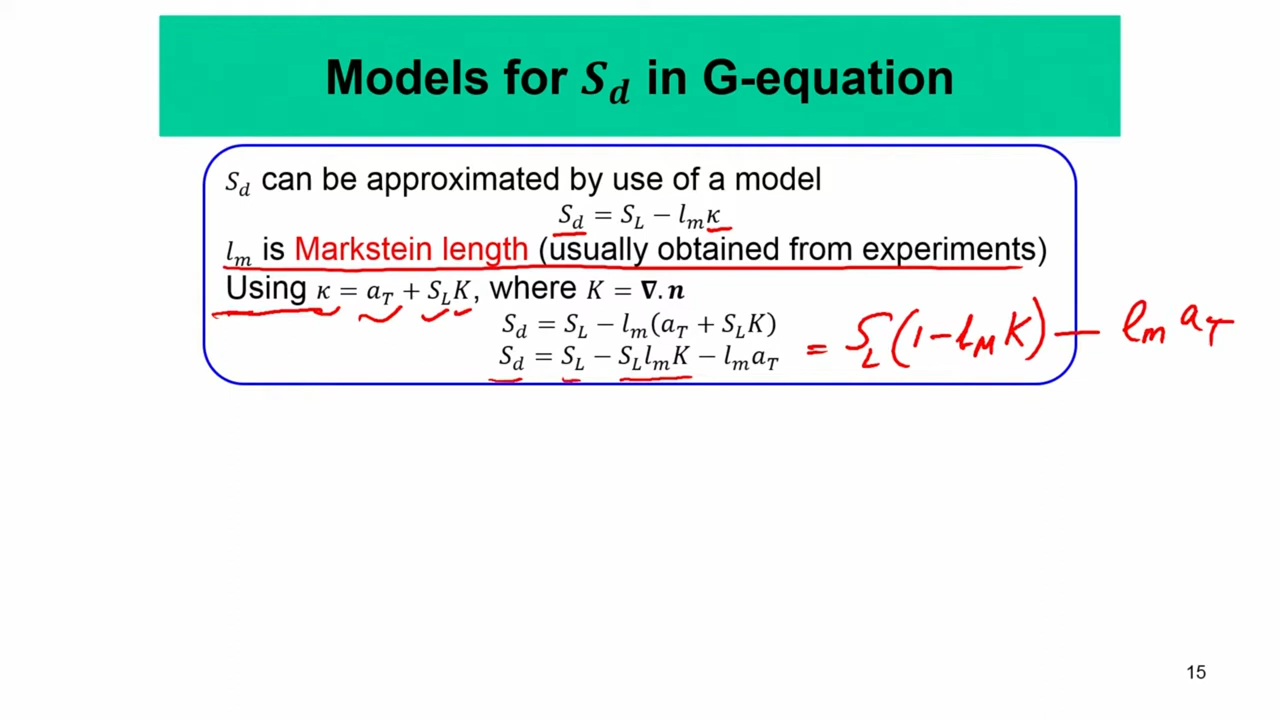 Models for 𝑺𝒅 in G-equation
S_d can be approximated by use of a model
S_d = S_L − l_m κ
l_m is Markstein length (usually obtained from experiments)
Using κ = a_T + S_L K, where K = ∇.n
S_d = S_L − l_m(a_T + S_L K)
S_d = S_L − S_L l_m K − l_m a_T = S_L (1 − l_M K) — l_m a_T
15